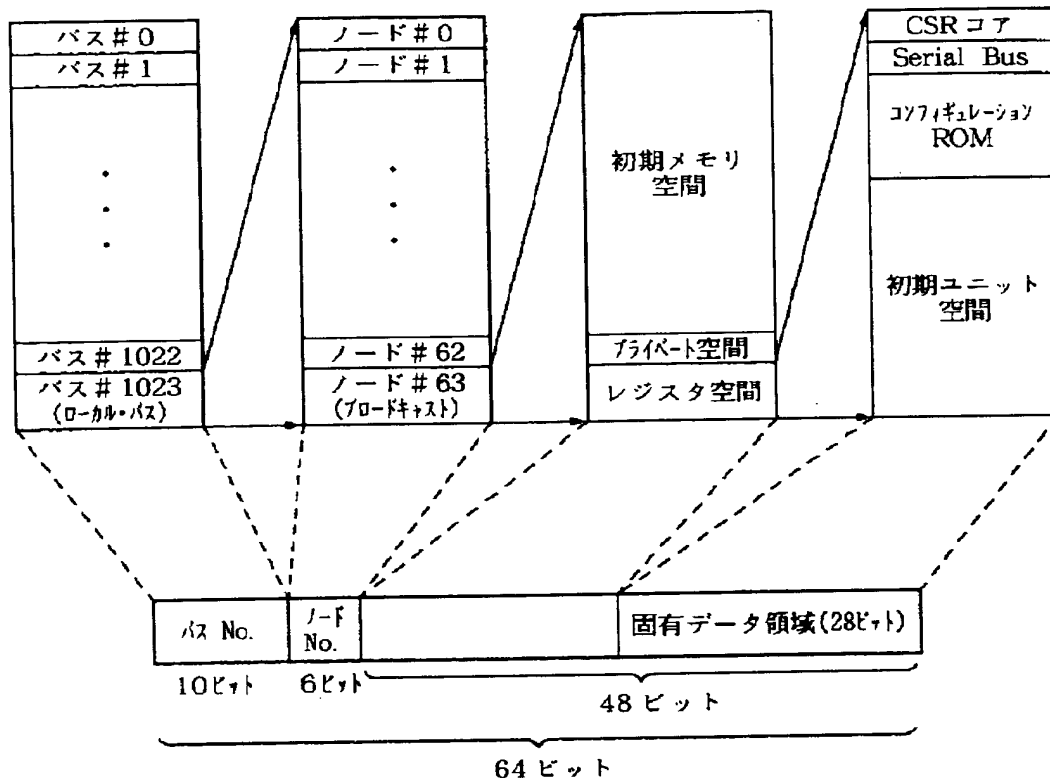 バス#0
バス#1
バス#1022
バス#1023
(ローカル・バス)
ノード#0
ノード#1
ノード#62
ノード#63
(ブロードキャスト)
初期メモリ
空間
プライベート空間
レジスタ空間
CSRコア
Serial Bus
コンフィギュレーション
ROM
初期ユニット
空間
バス No.
ノード
No.
固有データ領域(28ビット)
10ビット
6ビット
48ビット
64ビット